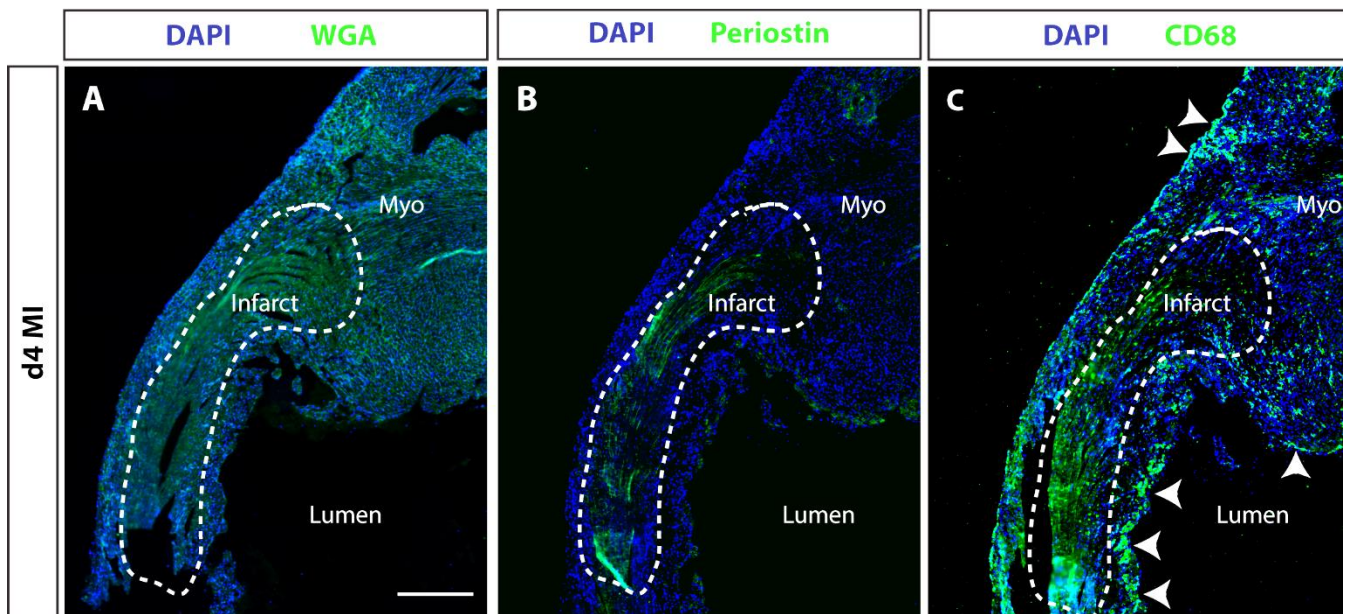 DAPI WGA
DAPI Periostin
DAPI CD68
d4 MI
A
B
C
Myo
Infarct
Lumen
Myo
Infarct
Lumen
Myo
Infarct
Lumen